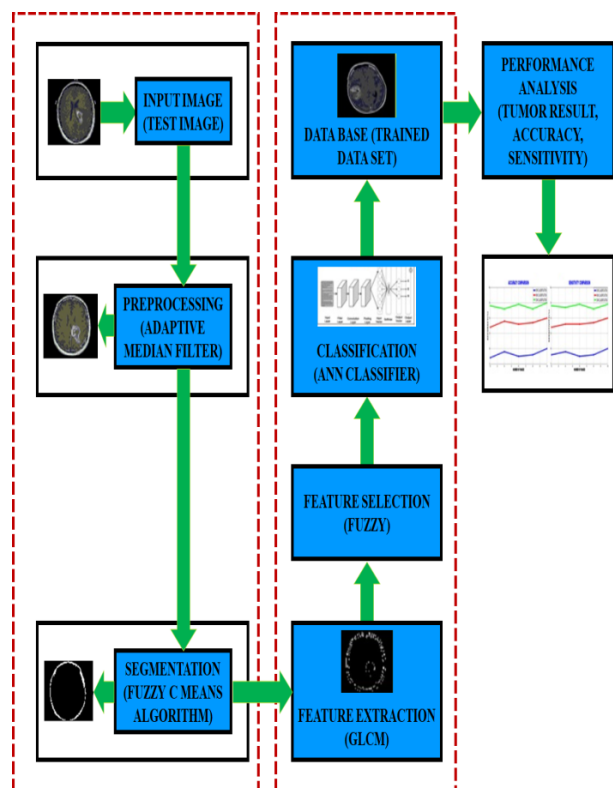 INPUT IMAGE
(TEST IMAGE)
PREPROCESSING
(ADAPTIVE
MEDIAN FILTER)
SEGMENTATION
(FUZZY C MEANS
ALGORITHM)
FEATURE EXTRACTION
(GLCM)
FEATURE SELECTION
(FUZZY)
CLASSIFICATION
(ANN CLASSIFIER)
DATA BASE (TRAINED
DATA SET)
PERFORMANCE
ANALYSIS
(TUMOR RESULT,
ACCURACY,
SENSITIVITY)